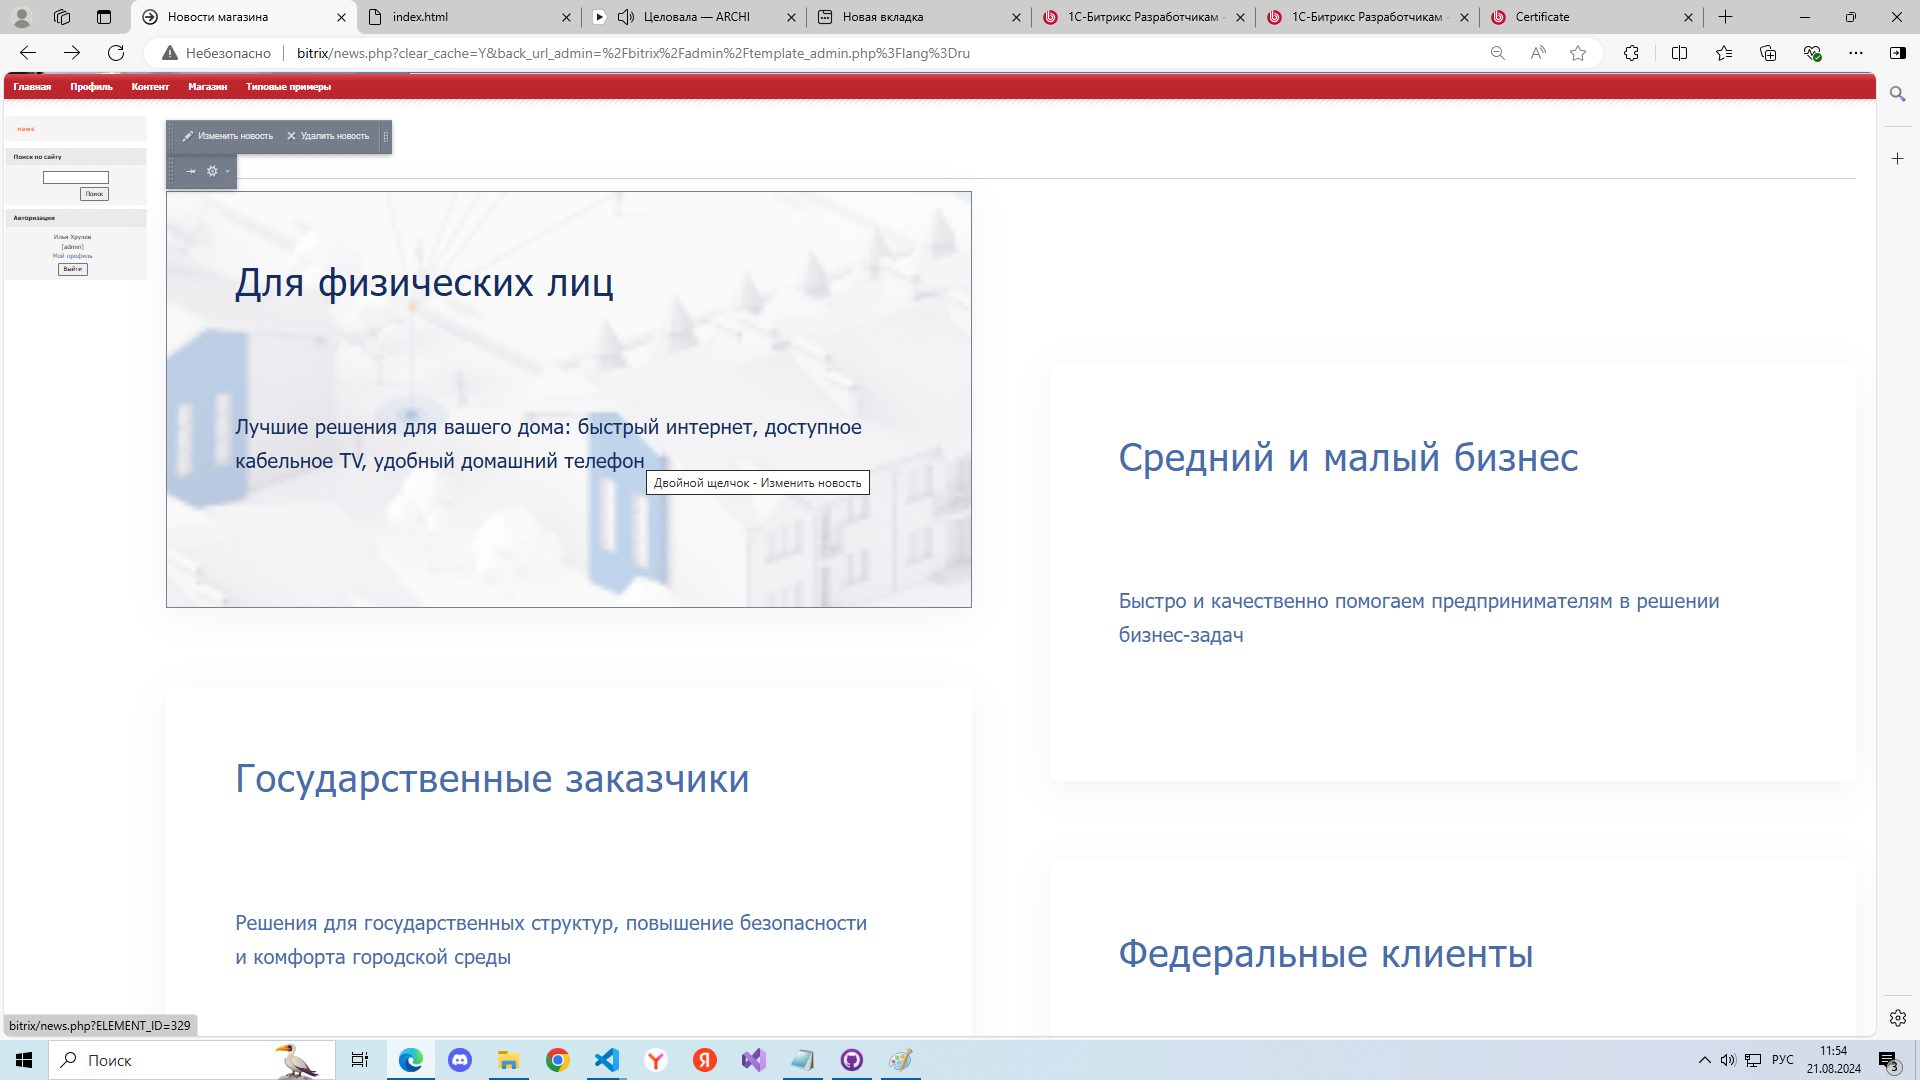 Новости магазина
index.html
Целовала — ARCHI
Новая вкладка
1С-Битрикс Разработчикам -
1С-Битрикс Разработчикам -
Certificate
Небезопасно
bitrix/news.php?clear_cache=Y&back_url_admin=%2Fbitrix%2Fadmin%2Ftemplate_admin.php%3Flang%3Dru
Главная
Профиль
Контент
Магазин
Типовые примеры
news
Поиск по сайту
Поиск
Авторизация
Илья Хрулев
[admin]
Мой профиль
Выйти
Изменить новость
Удалить новость
Для физических лиц
Лучшие решения для вашего дома: быстрый интернет, доступное
кабельное TV, удобный домашний телефон
Двойной щелчок - Изменить новость
Средний и малый бизнес
Быстро и качественно помогаем предпринимателям в решении
бизнес-задач
Государственные заказчики
Решения для государственных структур, повышение безопасности
и комфорта городской среды
Федеральные клиенты
bitrix/news.php?ELEMENT_ID=329
Поиск
РУС
11:54
21.08.2024
3